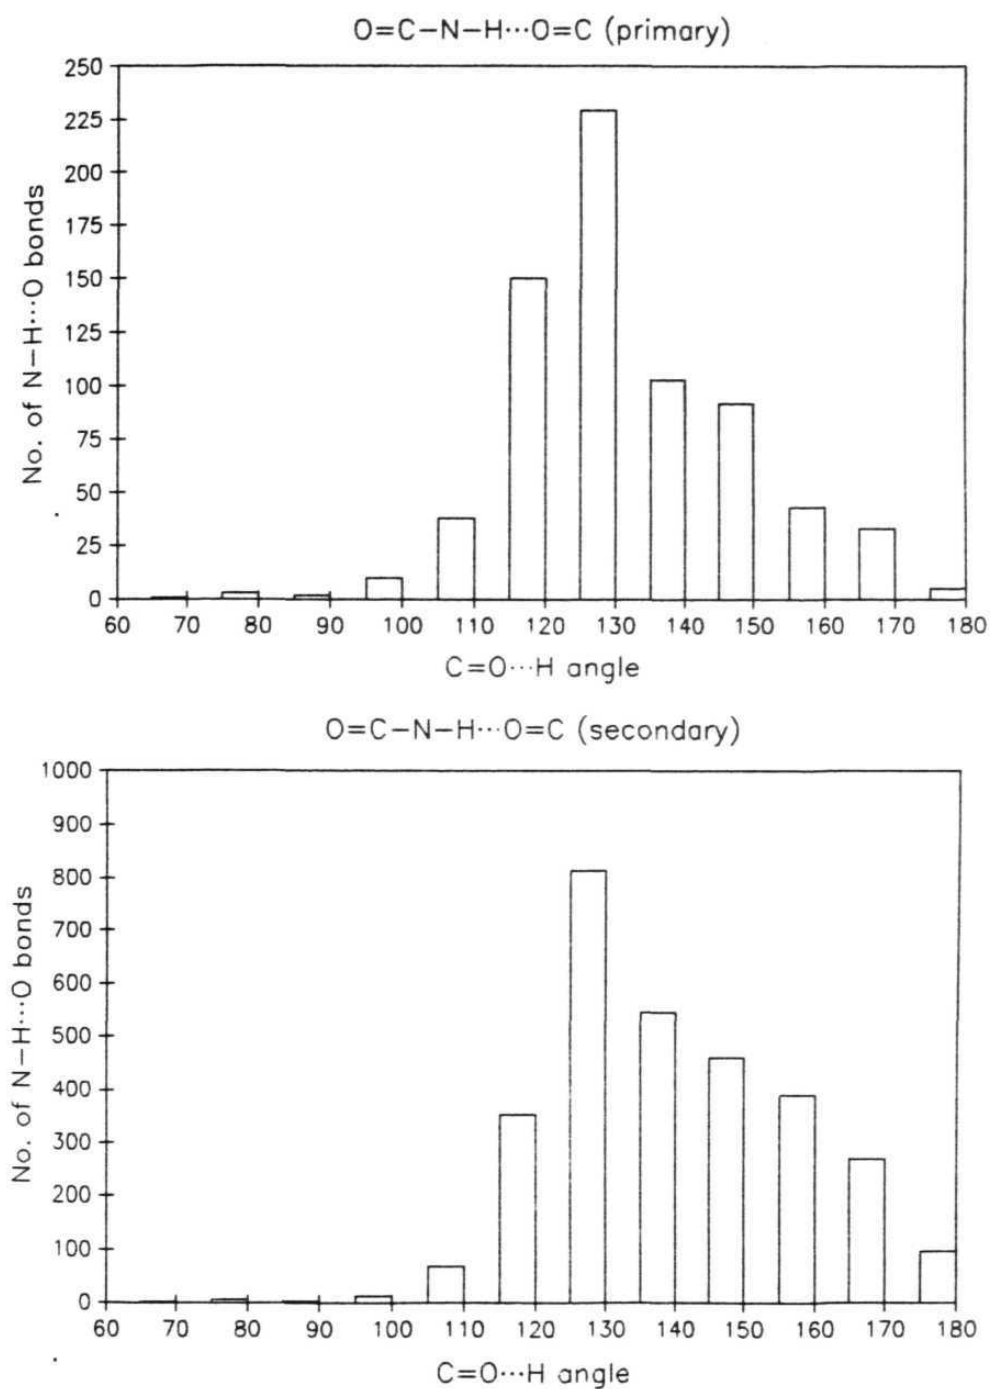 O=C−N−H···O=C (primary)
No. of N−H···O bonds
250
225
200
175
150
125
100
75
50
25
0
60 70 80 90 100 110 120 130 140 150 160 170 180
C=O···H angle
O=C−N−H···O=C (secondary)
No. of N−H···O bonds
1000
900
800
700
600
500
400
300
200
100
0
60 70 80 90 100 110 120 130 140 150 160 170 180
C=O···H angle